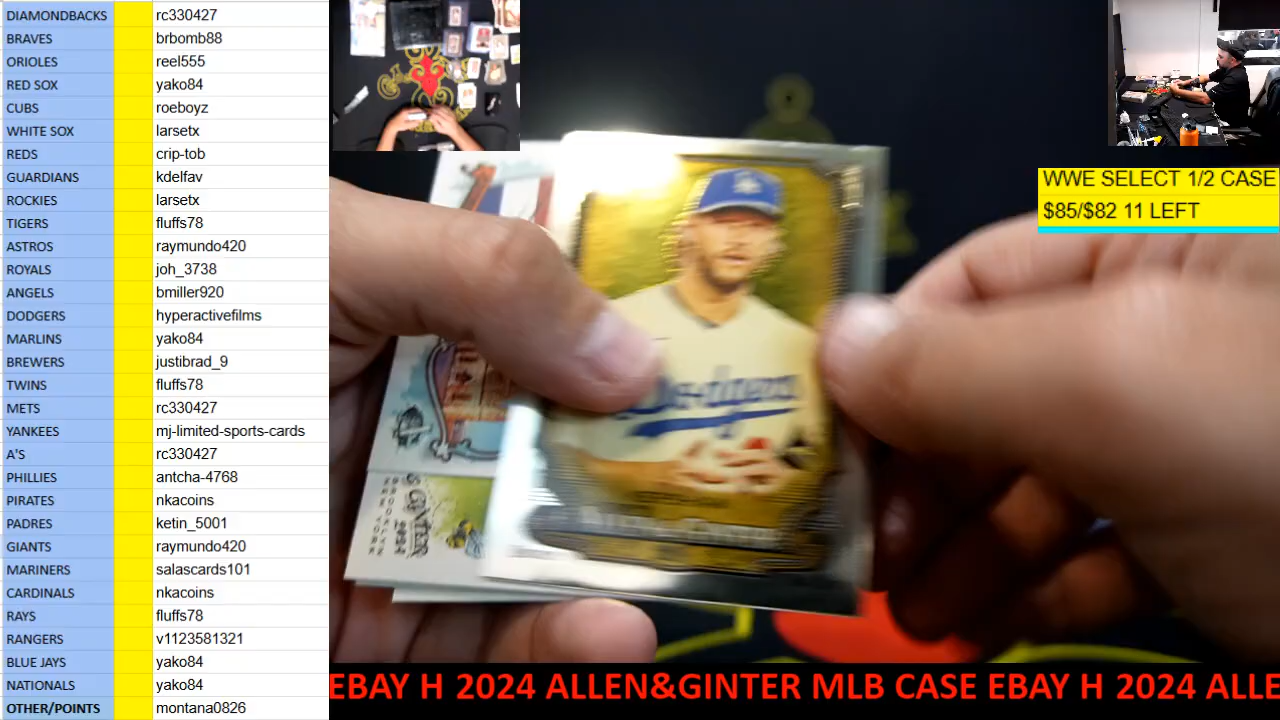 DIAMONDBACKS rc330427
BRAVES brbomb88
ORIOLES reel555
RED SOX yako84
CUBS roeboyz
WHITE SOX larsetx
REDS crip-tob
GUARDIANS kdelfav
ROCKIES larsetx
TIGERS fluffs78
ASTROS raymundo420
ROYALS joh_3738
ANGELS bmiller920
DODGERS hyperactivefilms
MARLINS yako84
BREWERS justibrad_9
TWINS fluffs78
METS rc330427
YANKEES mj-limited-sports-cards
A'S rc330427
PHILLIES antcha-4768
PIRATES nkacoins
PADRES ketin_5001
GIANTS raymundo420
MARINERS salascards101
CARDINALS nkacoins
RAYS fluffs78
RANGERS v1123581321
BLUE JAYS yako84
NATIONALS yako84
OTHER/POINTS montana0826
WWE SELECT 1/2 CASE
$85/$82 11 LEFT
Dodgers
GINTER
BROOKLYN
NEW YORK
EBAY H 2024 ALLEN&GINTER MLB CASE EBAY H 2024 ALLE